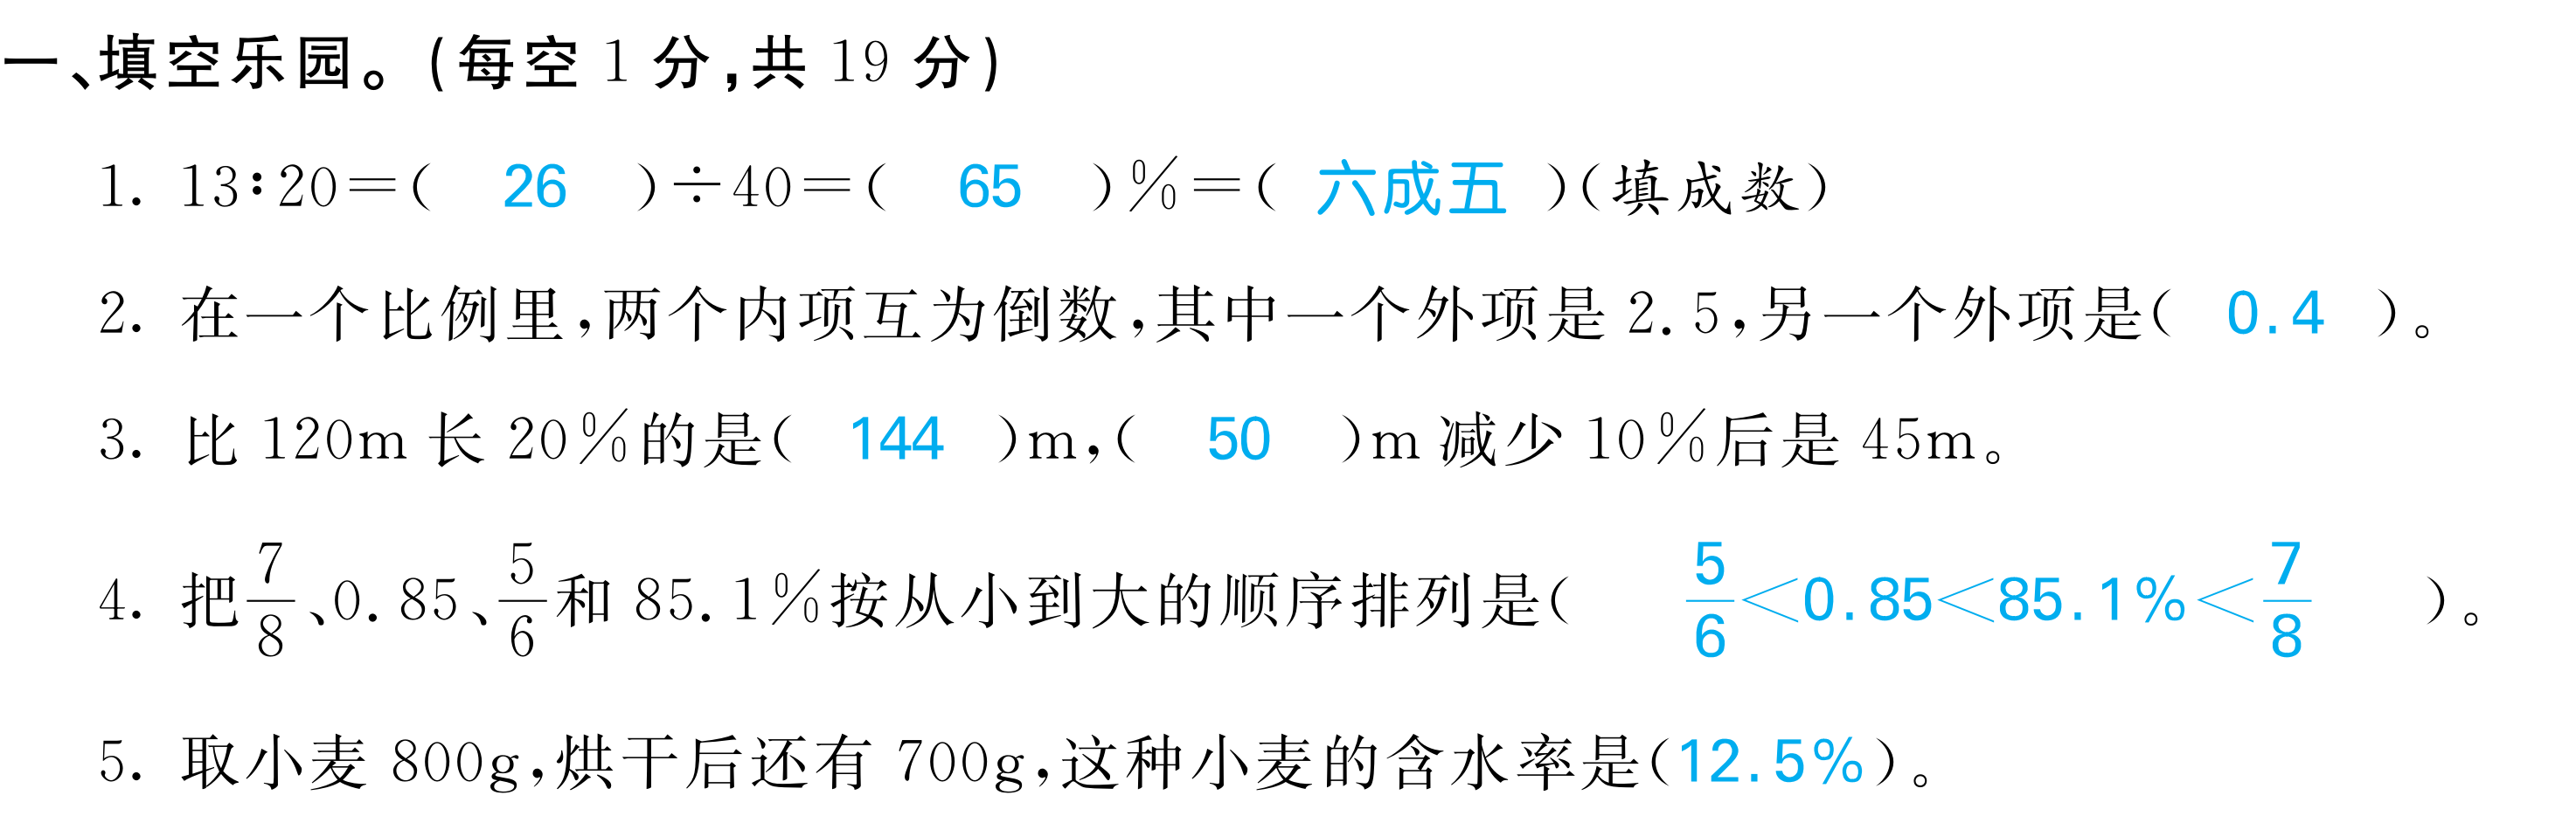 一、填空乐园。(每空 1 分,共 19 分)
1. 13∶20=( 26 )÷40=( 65 )%=( 六成五 )(填成数)
2. 在一个比例里,两个内项互为倒数,其中一个外项是 2.5,另一个外项是( 0.4 )。
3. 比 120m 长 20%的是( 144 )m,( 50 )m 减少 10%后是 45m。
4. 把7/8、0.85、5/6和 85.1%按从小到大的顺序排列是( 5/6<0.85<85.1%<7/8 )。
5. 取小麦 800g,烘干后还有 700g,这种小麦的含水率是(12.5%)。